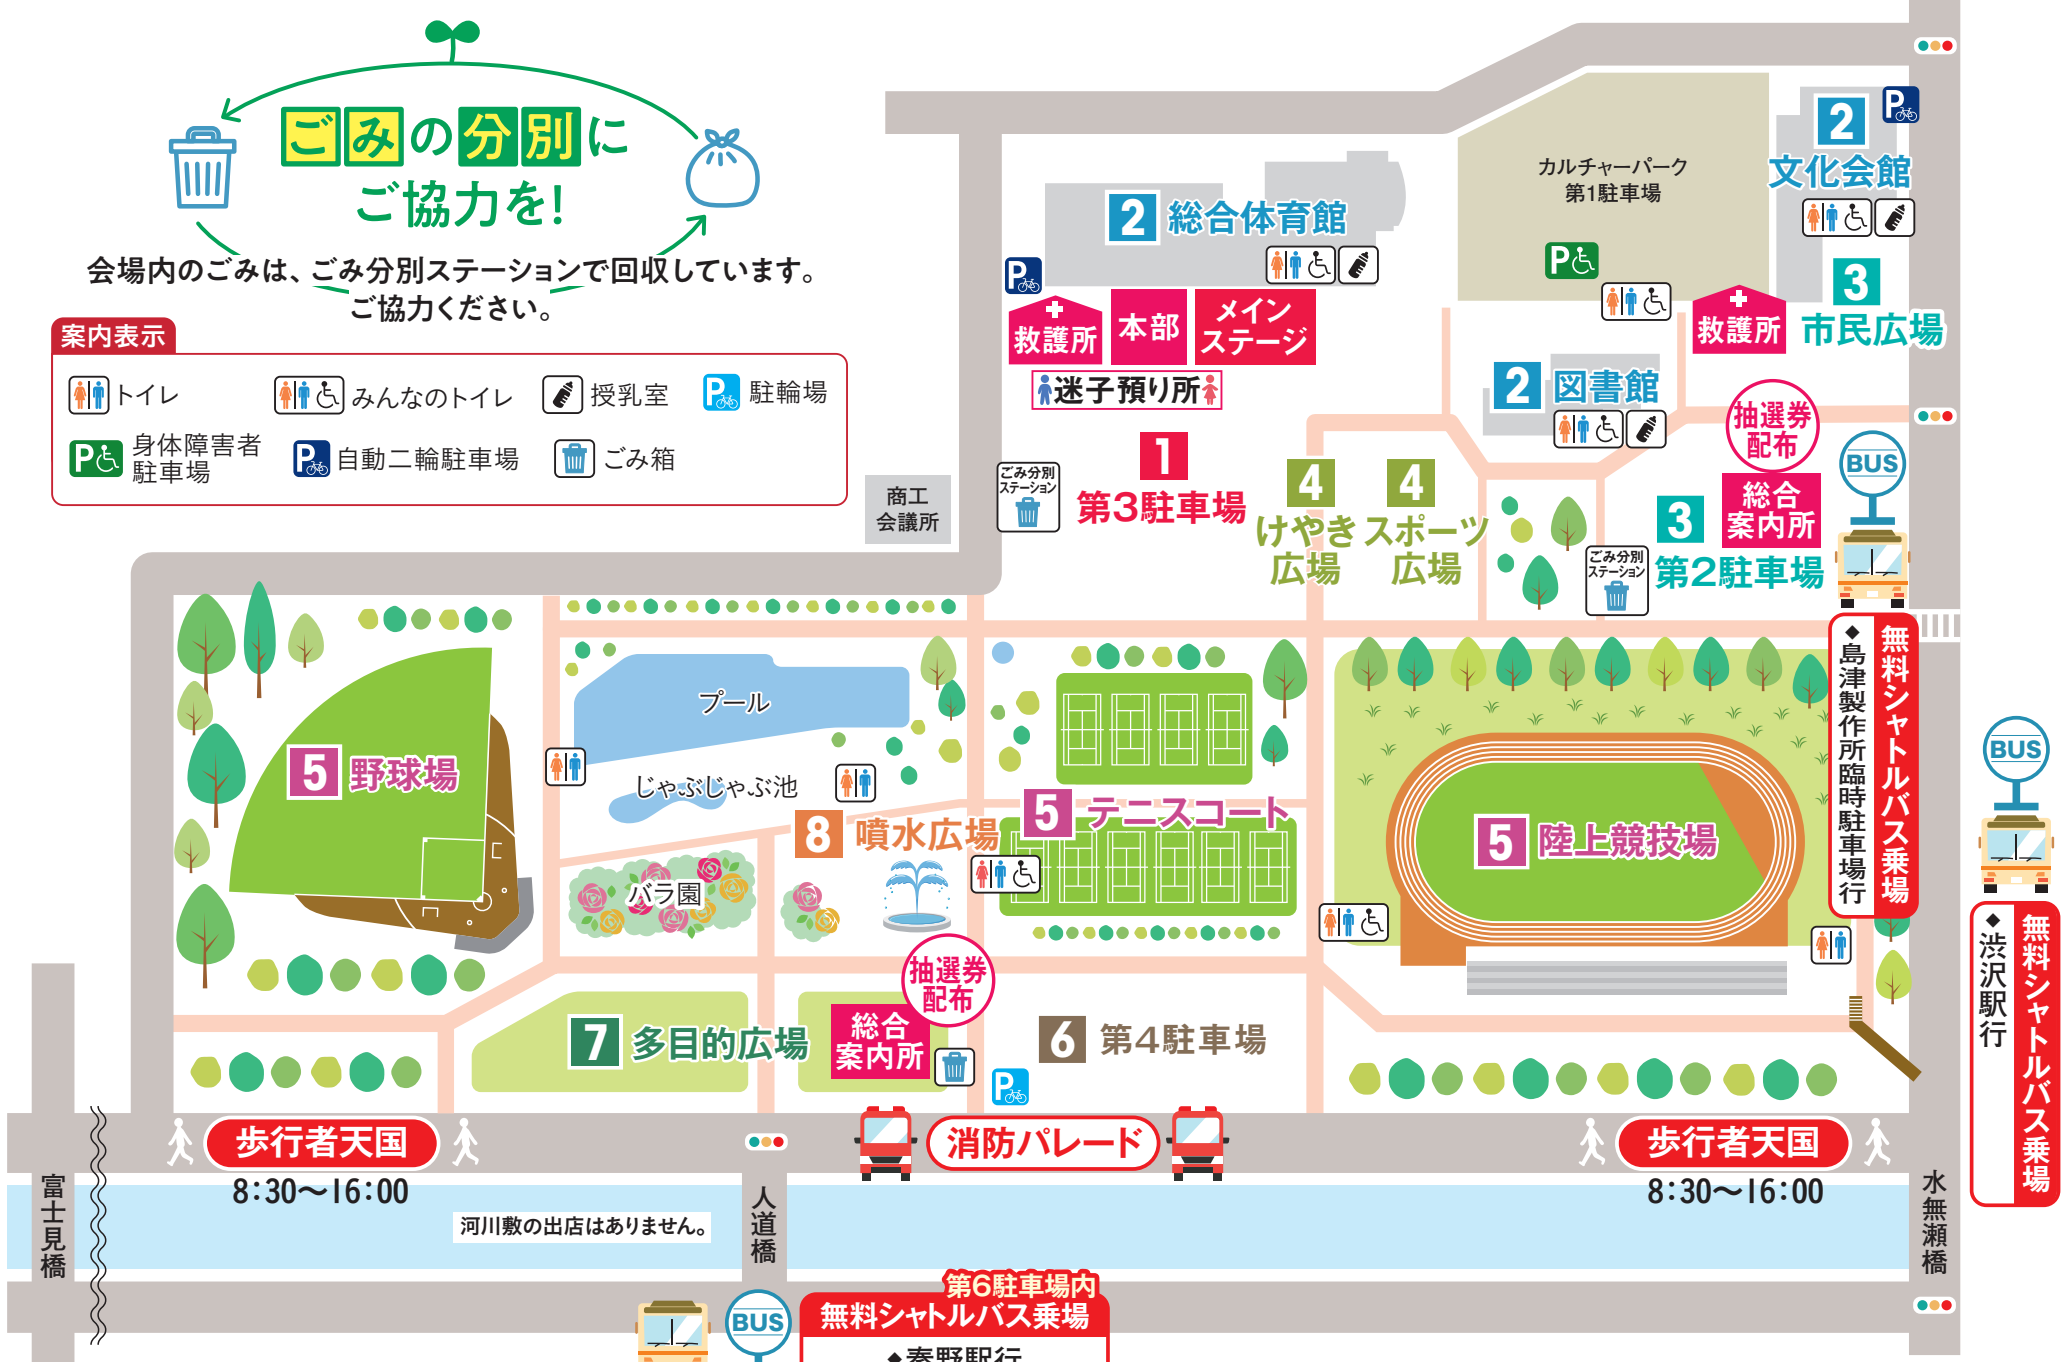 ごみの分別に
ご協力を!
会場内のごみは、ごみ分別ステーションで回収しています。
ご協力ください。
案内表示
トイレ
みんなのトイレ
授乳室
P
駐輪場
P
身体障害者
駐車場
P
自動二輪駐車場
ごみ箱
カルチャーパーク
第1駐車場
P
2
文化会館
P
3
市民広場
救護所
2
総合体育館
P
救護所
本部
メイン
ステージ
迷子預り所
2
図書館
抽選券
配布
BUS
総合
案内所
3
第2駐車場
ごみ分別
ステーション
1
第3駐車場
ごみ分別
ステーション
4
けやき
広場
4
スポーツ
広場
商工
会議所
無料シャトルバス乗場
◆島津製作所臨時駐車場行
BUS
無料シャトルバス乗場
◆渋沢駅行
5
野球場
プール
じゃぶじゃぶ池
8
噴水広場
バラ園
5
テニスコート
5
陸上競技場
抽選券
配布
総合
案内所
7
多目的広場
6
第4駐車場
P
歩行者天国
8:30〜16:00
消防パレード
歩行者天国
8:30〜16:00
富士見橋
河川敷の出店はありません。
人道橋
水無瀬橋
BUS
第6駐車場内
無料シャトルバス乗場
◆秦野駅行